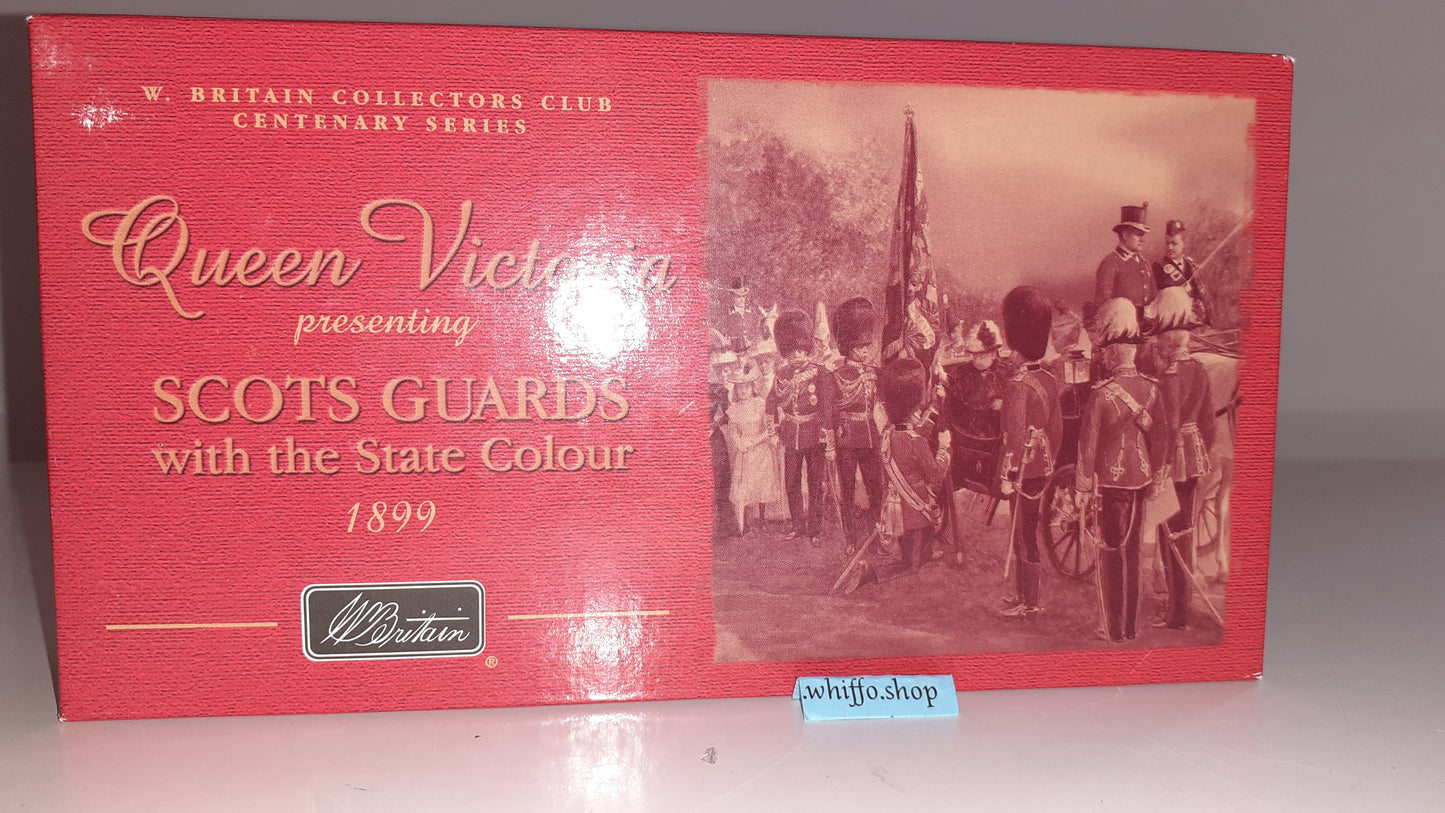 W. BRITAIN COLLECTORS CLUB
CENTENARY SERIES
Queen Victoria
presenting
SCOTS GUARDS
with the State Colour
1899
W Britain
®
.whiffo.shop